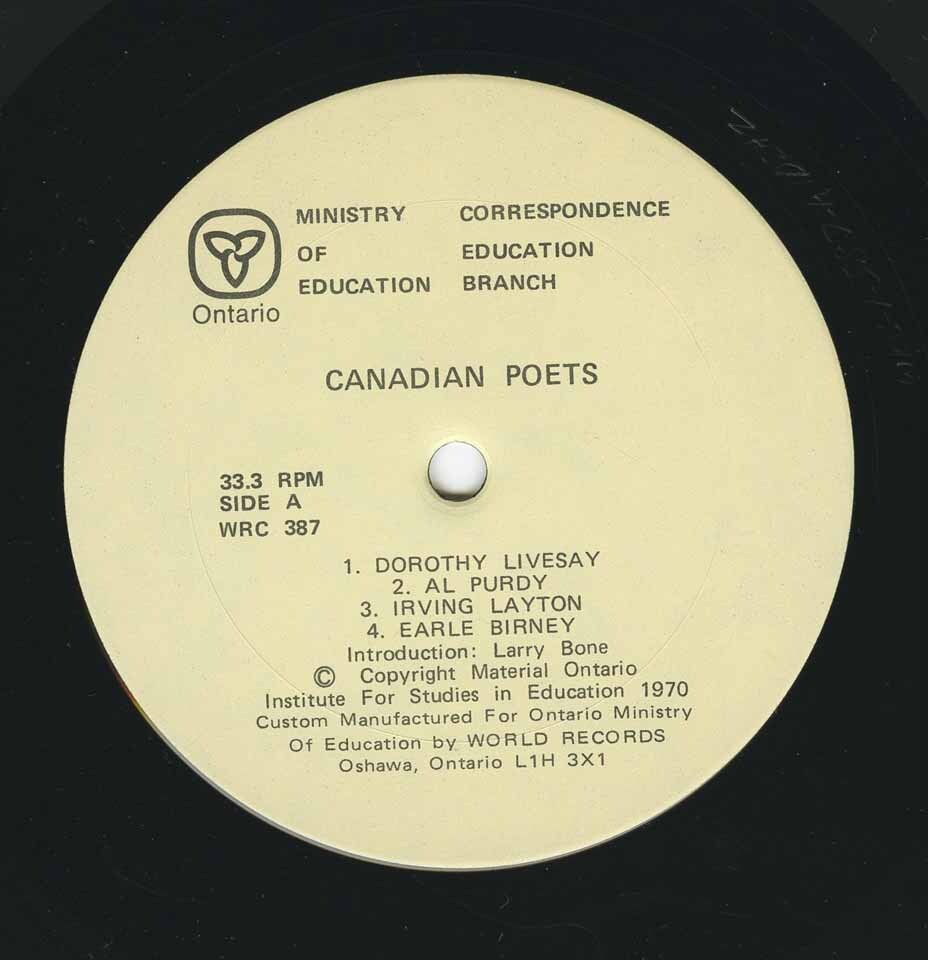 MINISTRY CORRESPONDENCE
OF EDUCATION
EDUCATION BRANCH
Ontario
CANADIAN POETS
33.3 RPM
SIDE A
WRC 387
1. DOROTHY LIVESAY
2. AL PURDY
3. IRVING LAYTON
4. EARLE BIRNEY
Introduction: Larry Bone
© Copyright Material Ontario
Institute For Studies in Education 1970
Custom Manufactured For Ontario Ministry
Of Education by WORLD RECORDS
Oshawa, Ontario L1H 3X1